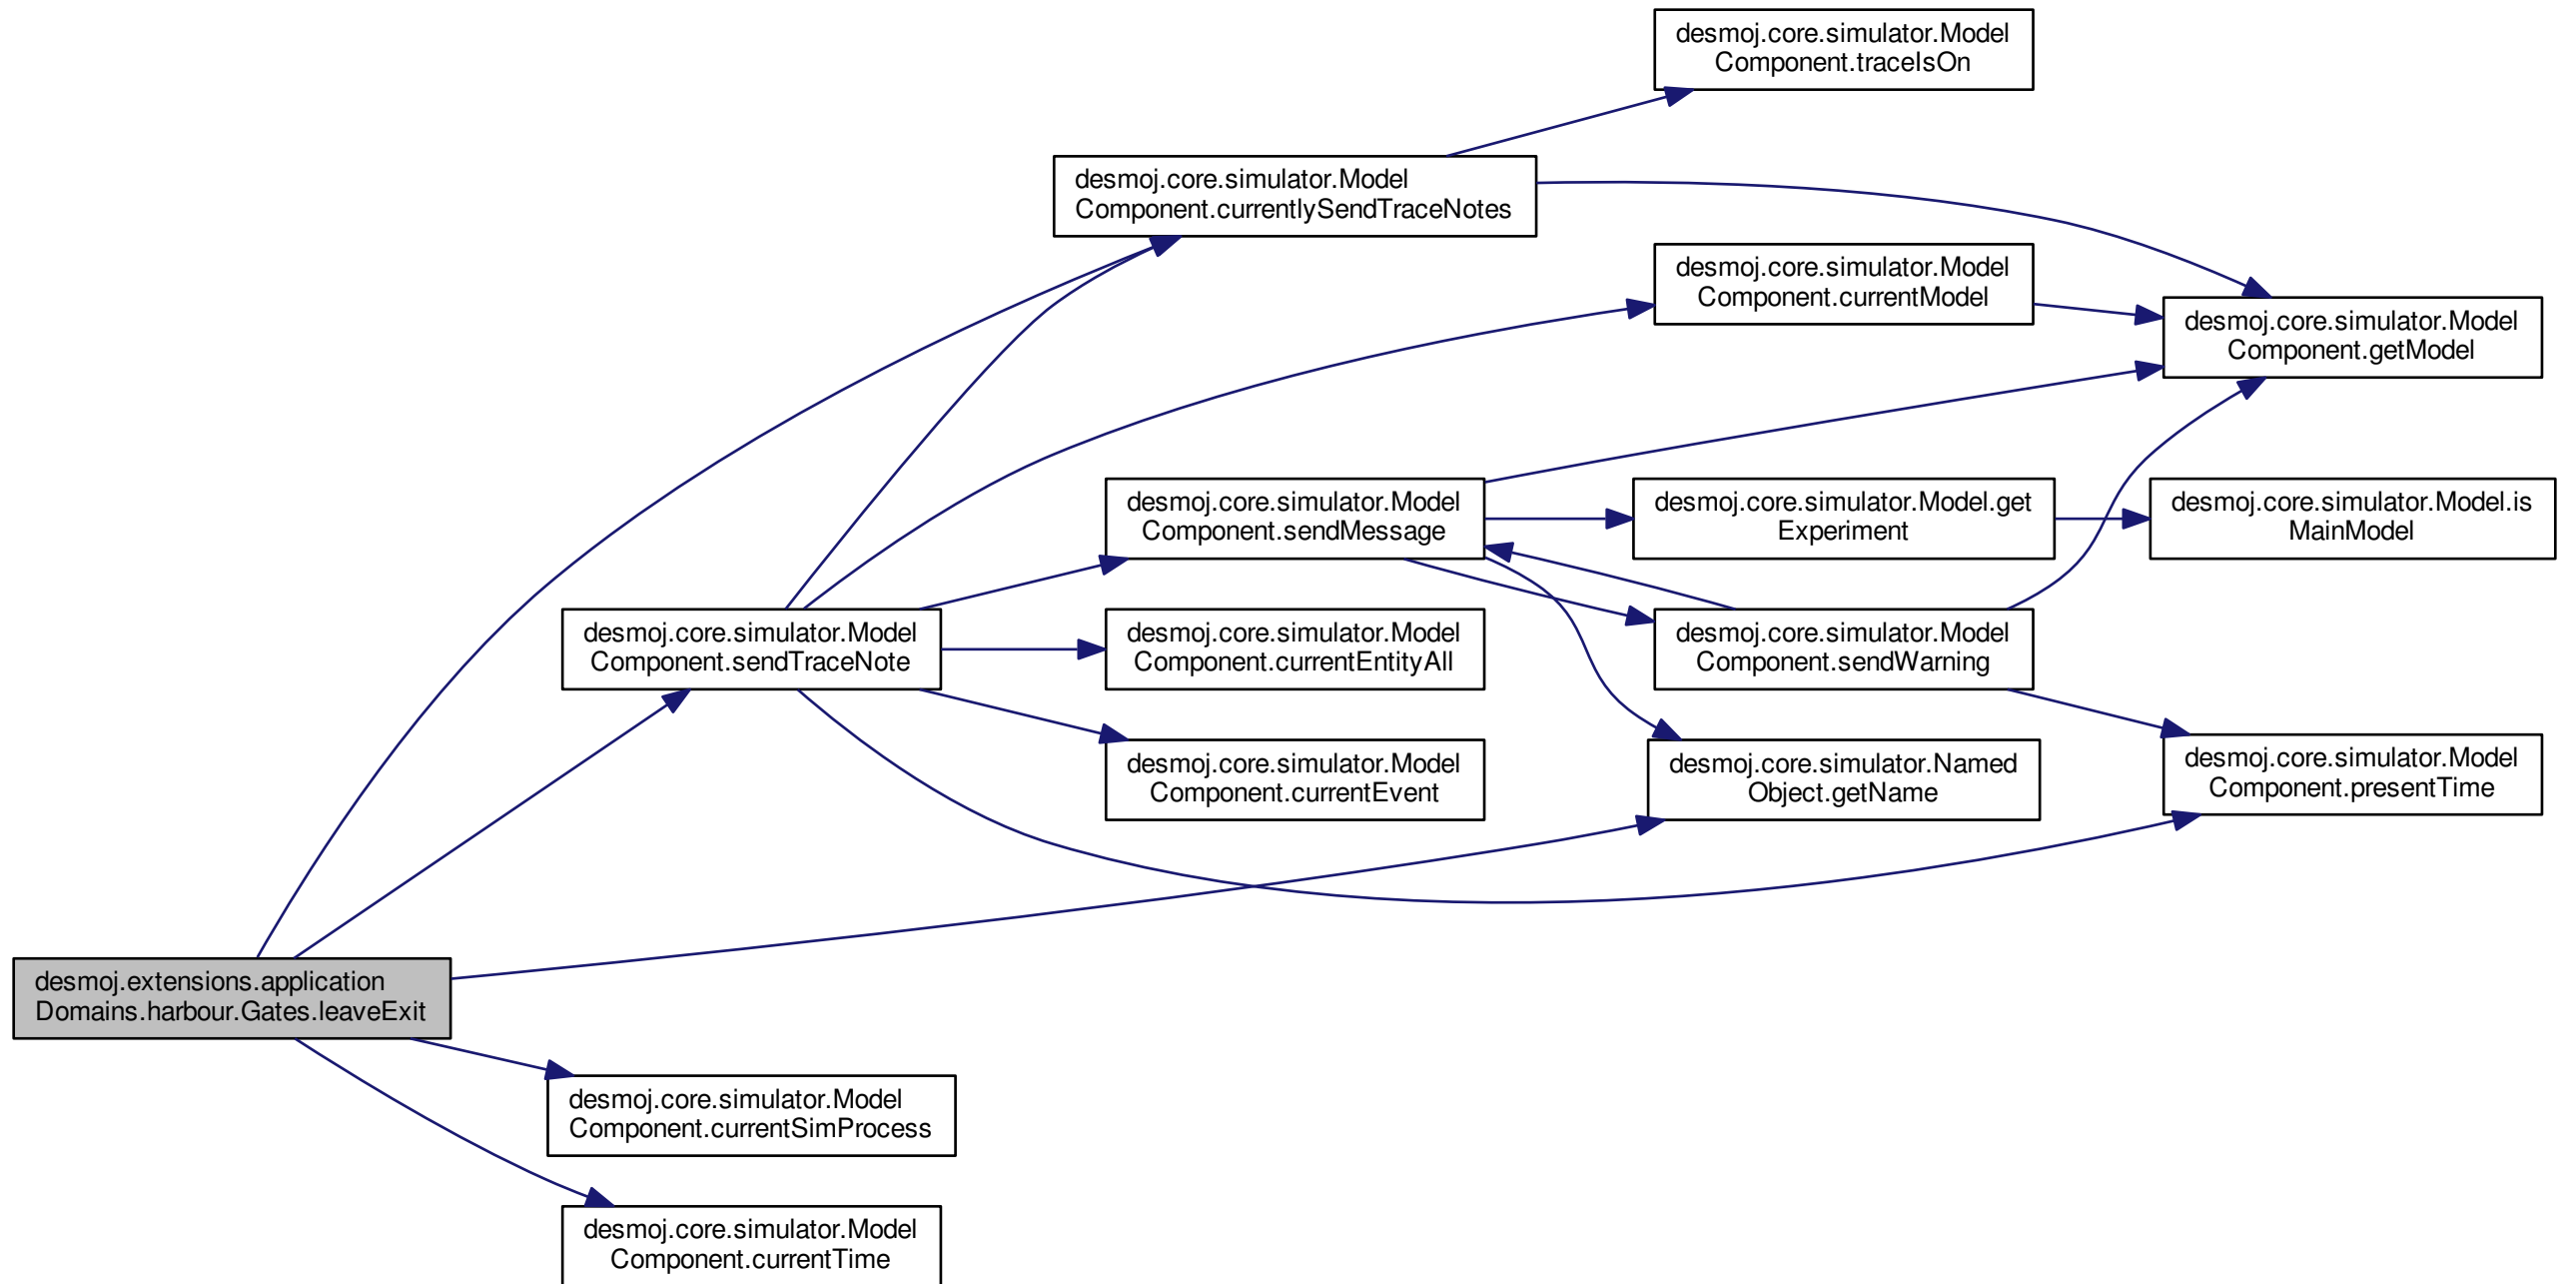 desmoj.core.simulator.Model
Component.traceIsOn
desmoj.core.simulator.Model
Component.currentlySendTraceNotes
desmoj.core.simulator.Model
Component.currentModel
desmoj.core.simulator.Model
Component.getModel
desmoj.core.simulator.Model
Component.sendMessage
desmoj.core.simulator.Model.get
Experiment
desmoj.core.simulator.Model.is
MainModel
desmoj.core.simulator.Model
Component.sendTraceNote
desmoj.core.simulator.Model
Component.currentEntityAll
desmoj.core.simulator.Model
Component.sendWarning
desmoj.core.simulator.Model
Component.currentEvent
desmoj.core.simulator.Named
Object.getName
desmoj.core.simulator.Model
Component.presentTime
desmoj.extensions.application
Domains.harbour.Gates.leaveExit
desmoj.core.simulator.Model
Component.currentSimProcess
desmoj.core.simulator.Model
Component.currentTime